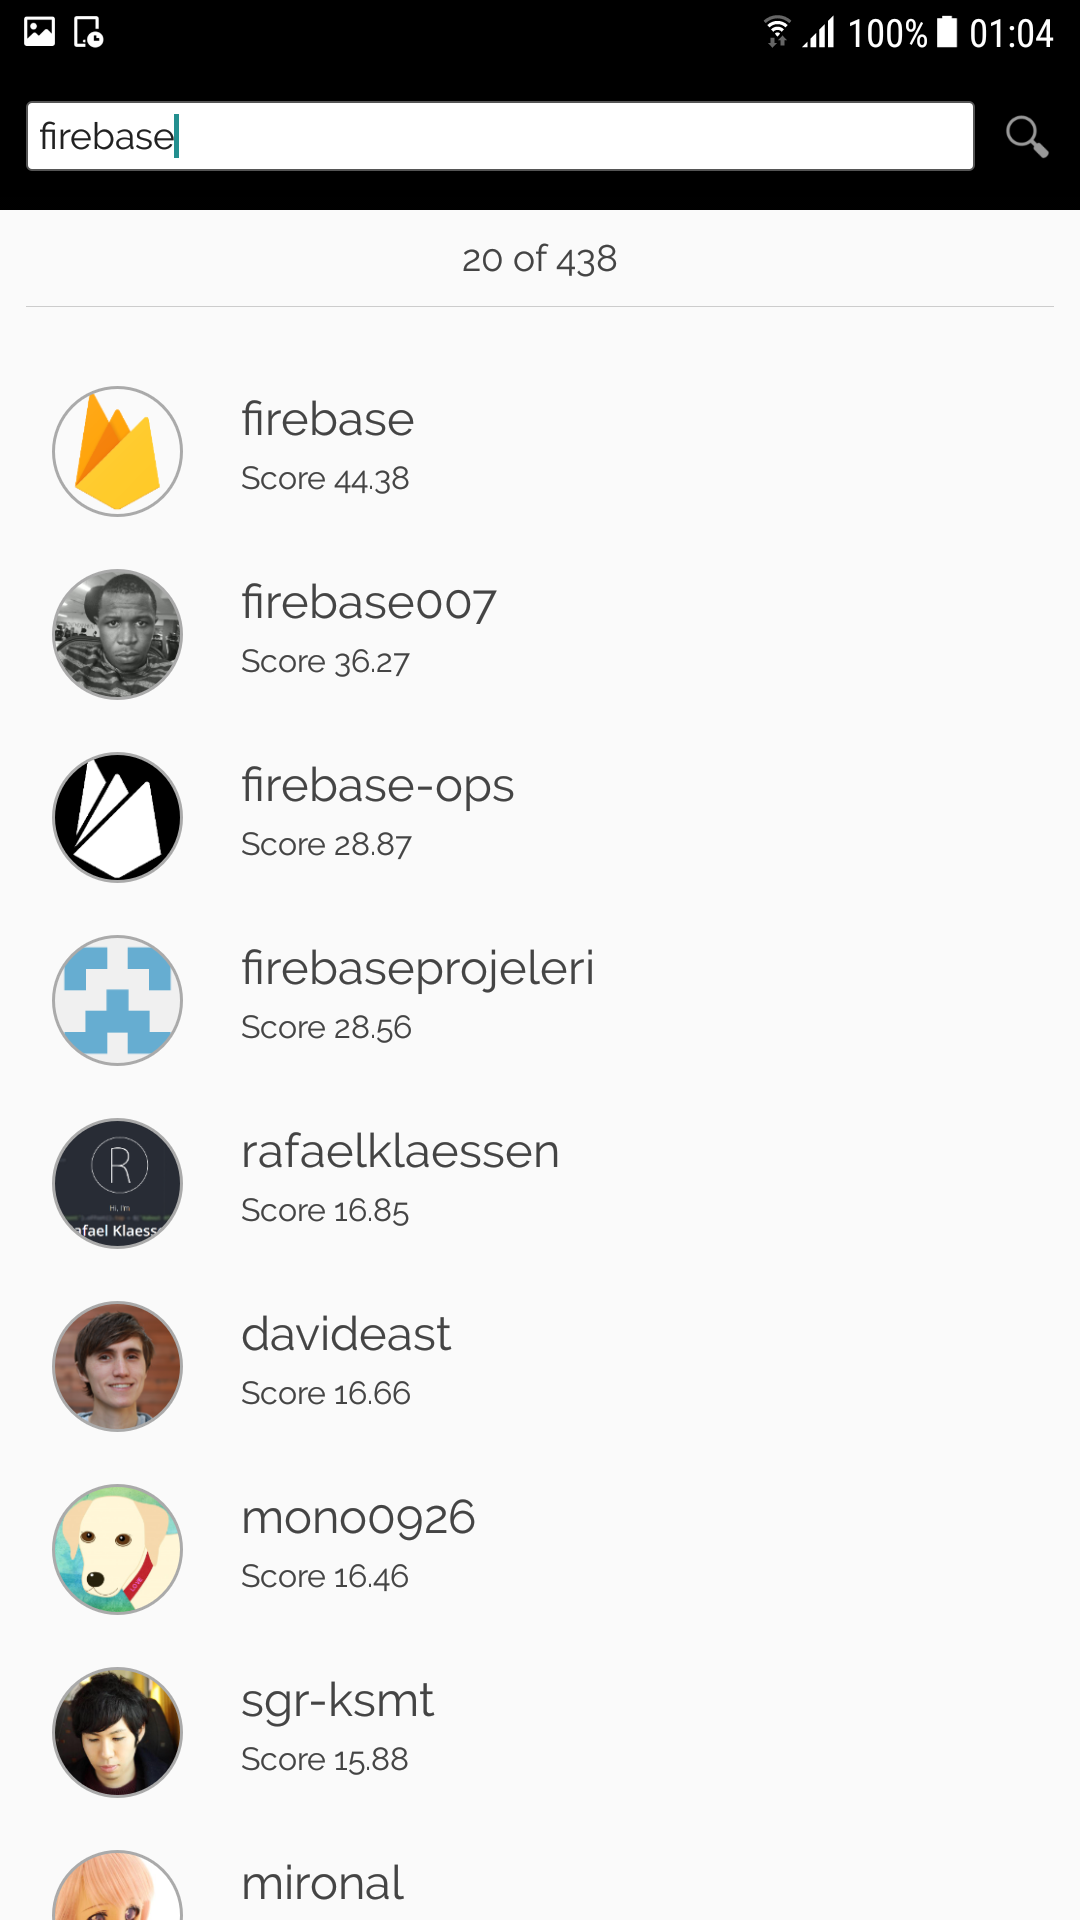 100% 01:04
firebase
20 of 438
firebase
Score 44.38
firebase007
Score 36.27
firebase-ops
Score 28.87
firebaseprojeleri
Score 28.56
rafaelklaessen
Score 16.85
R
Hi, I'm
afael Klaess
davideast
Score 16.66
mono0926
Score 16.46
LOVE
sgr-ksmt
Score 15.88
mironal